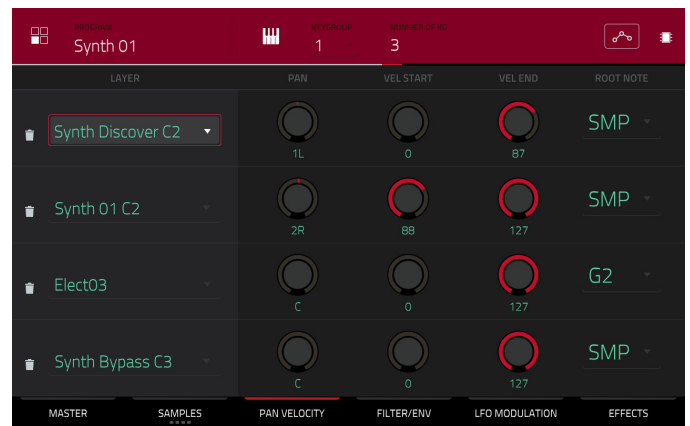 PROGRAM KEYGROUP NUMBER OF KG
Synth 01 1 3
LAYER PAN VEL START VEL END ROOT NOTE
Synth Discover C2 1L 0 87 SMP
Synth 01 C2 2R 88 127 SMP
Elect03 C 0 127 G2
Synth Bypass C3 C 0 127 SMP
MASTER SAMPLES PAN VELOCITY FILTER/ENV LFO MODULATION EFFECTS